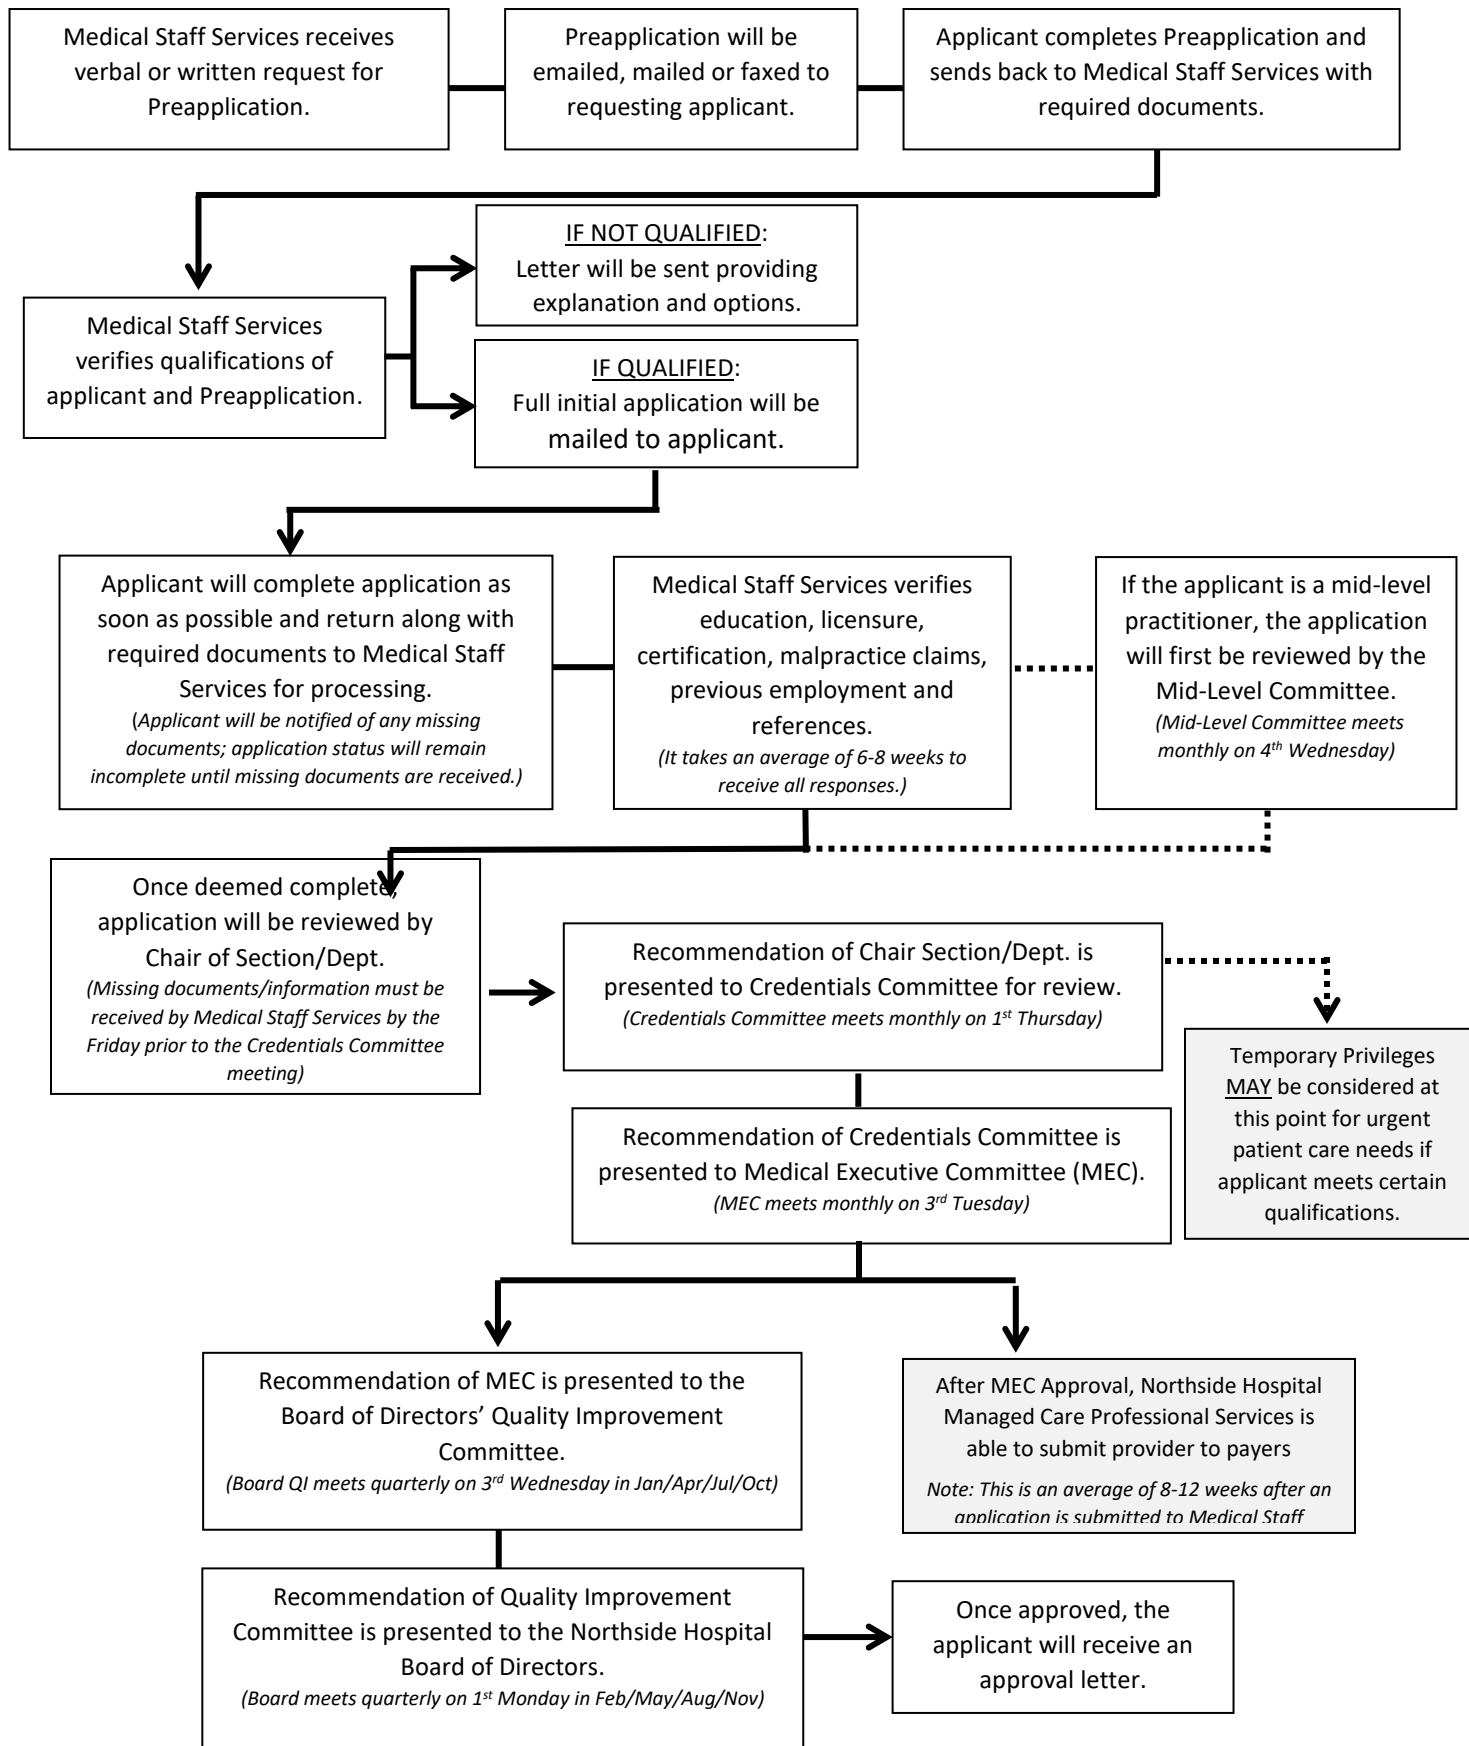 Medical Staff Services receives
verbal or written request for
Preapplication.
Preapplication will be
emailed, mailed or faxed to
requesting applicant.
Applicant completes Preapplication and
sends back to Medical Staff Services with
required documents.
IF NOT QUALIFIED:
Letter will be sent providing
explanation and options.
Medical Staff Services
verifies qualifications of
applicant and Preapplication.
IF QUALIFIED:
Full initial application will be
mailed to applicant.
Applicant will complete application as
soon as possible and return along with
required documents to Medical Staff
Services for processing.
(Applicant will be notified of any missing
documents; application status will remain
incomplete until missing documents are received.)
Medical Staff Services verifies
education, licensure,
certification, malpractice claims,
previous employment and
references.
(It takes an average of 6-8 weeks to
receive all responses.)
If the applicant is a mid-level
practitioner, the application
will first be reviewed by the
Mid-Level Committee.
(Mid-Level Committee meets
monthly on 4th Wednesday)
Once deemed complete,
application will be reviewed by
Chair of Section/Dept.
(Missing documents/information must be
received by Medical Staff Services by the
Friday prior to the Credentials Committee
meeting)
Recommendation of Chair Section/Dept. is
presented to Credentials Committee for review.
(Credentials Committee meets monthly on 1st Thursday)
Temporary Privileges
MAY be considered at
this point for urgent
patient care needs if
applicant meets certain
qualifications.
Recommendation of Credentials Committee is
presented to Medical Executive Committee (MEC).
(MEC meets monthly on 3rd Tuesday)
Recommendation of MEC is presented to the
Board of Directors' Quality Improvement
Committee.
(Board QI meets quarterly on 3rd Wednesday in Jan/Apr/Jul/Oct)
After MEC Approval, Northside Hospital
Managed Care Professional Services is
able to submit provider to payers
Note: This is an average of 8-12 weeks after an
application is submitted to Medical Staff
Recommendation of Quality Improvement
Committee is presented to the Northside Hospital
Board of Directors.
(Board meets quarterly on 1st Monday in Feb/May/Aug/Nov)
Once approved, the
applicant will receive an
approval letter.